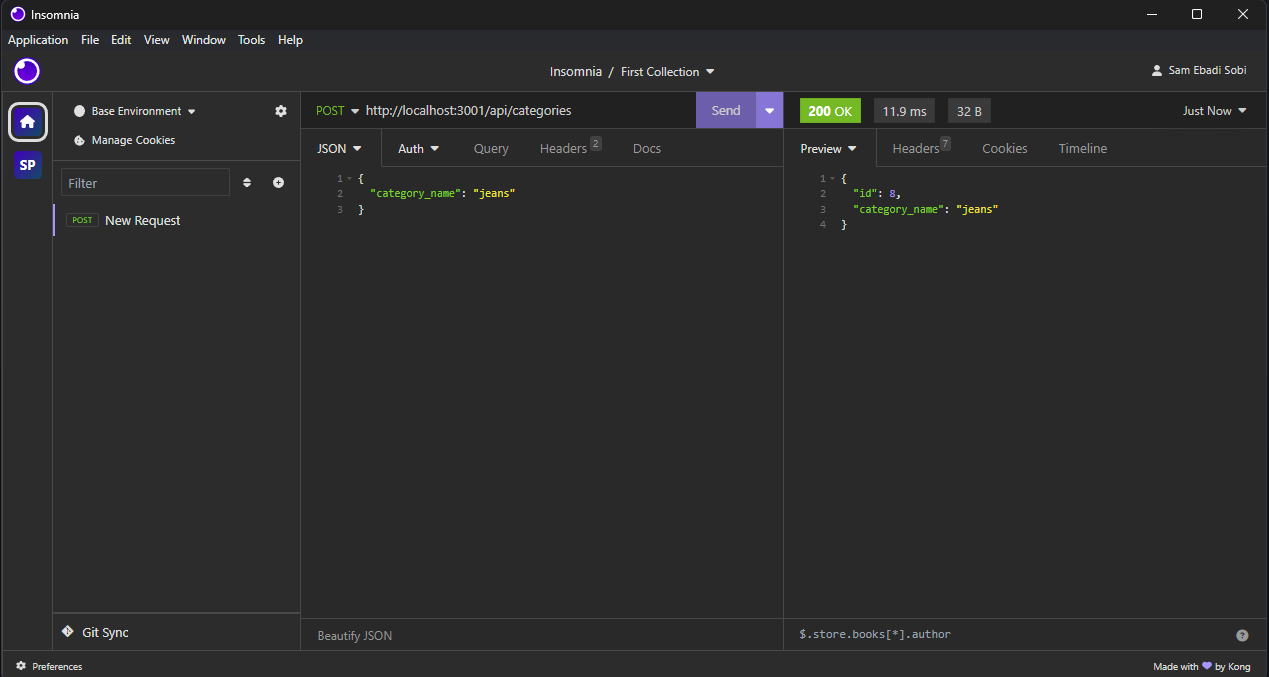 Insomnia
Application File Edit View Window Tools Help
Insomnia / First Collection
Sam Ebadi Sobi
Base Environment
Manage Cookies
SP
Filter
POST New Request
Git Sync
POST http://localhost:3001/api/categories Send
JSON Auth Query Headers 2 Docs
1 {
2 "category_name": "jeans"
3 }
Beautify JSON
200 OK 11.9 ms 32 B Just Now
Preview Headers 7 Cookies Timeline
1 {
2 "id": 8,
3 "category_name": "jeans"
4 }
$.store.books[*].author ?
Preferences
Made with 💜 by Kong